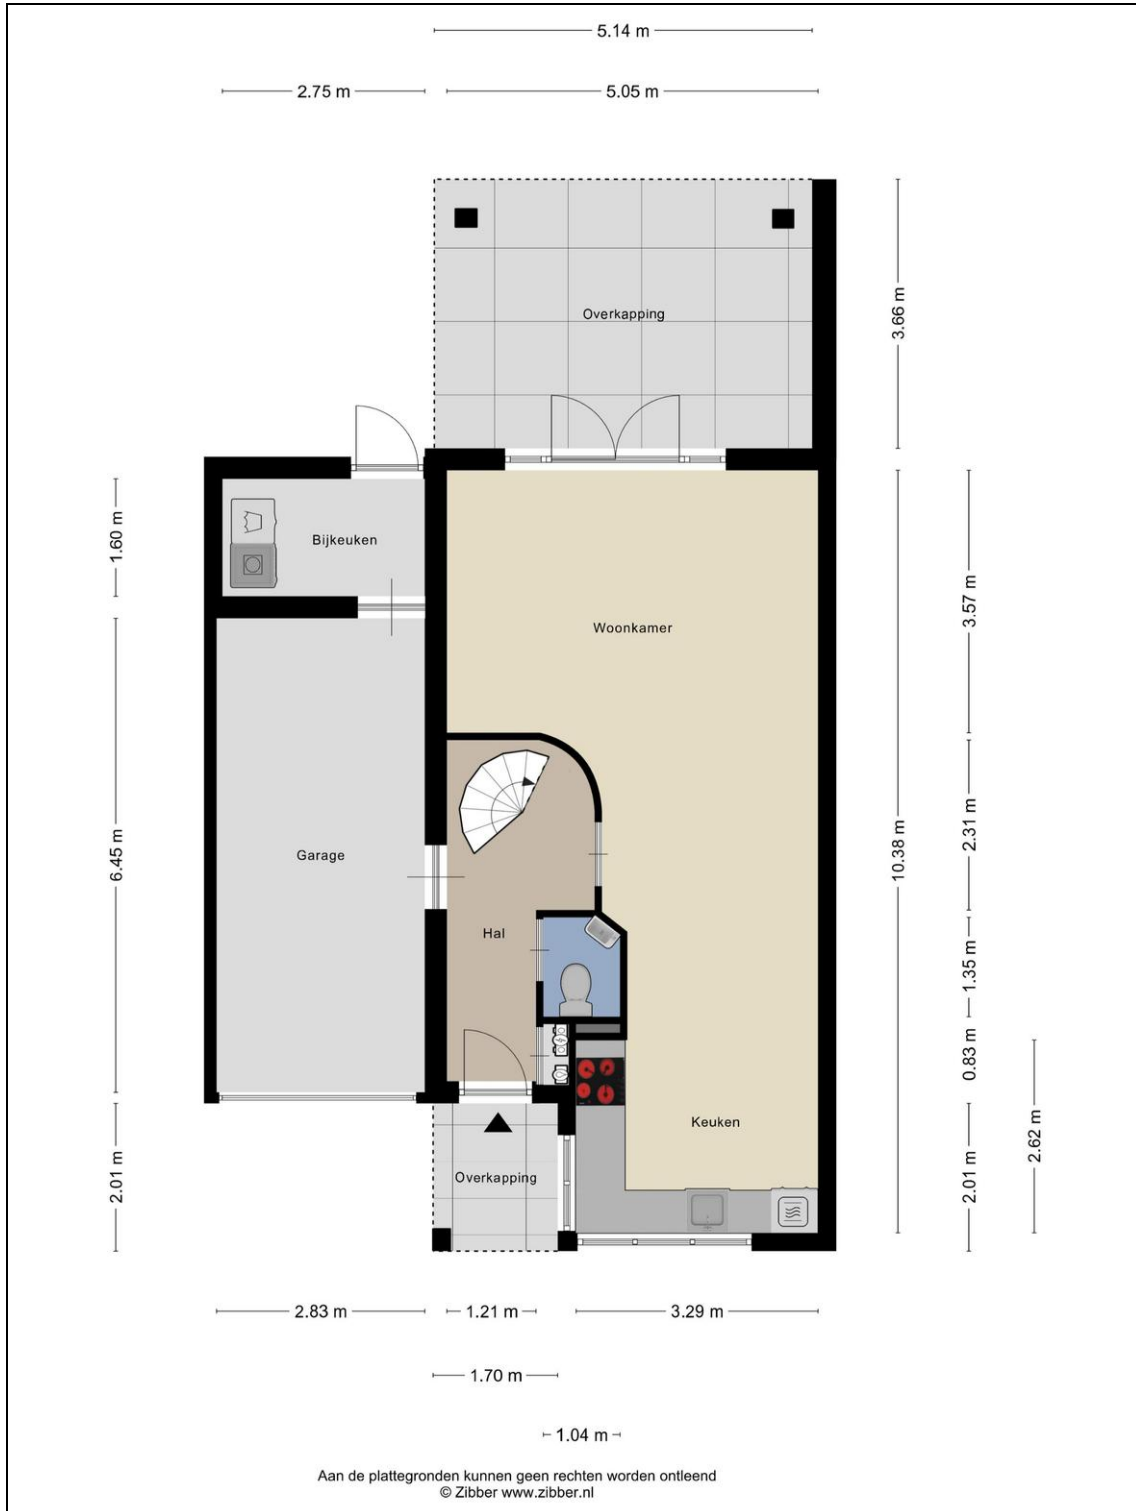 5.14 m
2.75 m
5.05 m
3.66 m
Overkapping
1.60 m
Bijkeuken
3.57 m
Woonkamer
6.45 m
Garage
10.38 m
2.31 m
Hal
1.35 m
0.83 m
Keuken
2.62 m
2.01 m
Overkapping
2.01 m
2.83 m
1.21 m
3.29 m
1.70 m
1.04 m
Aan de plattegronden kunnen geen rechten worden ontleend
© Zibber www.zibber.nl